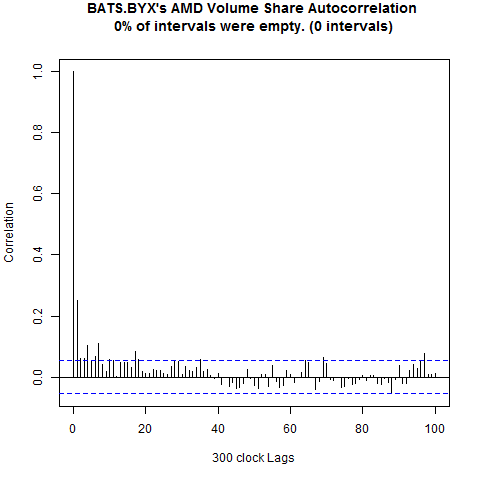 BATS.BYX's AMD Volume Share Autocorrelation
0% of intervals were empty. (0 intervals)
Correlation
1.0
0.8
0.6
0.4
0.2
0.0
0 20 40 60 80 100
300 clock Lags